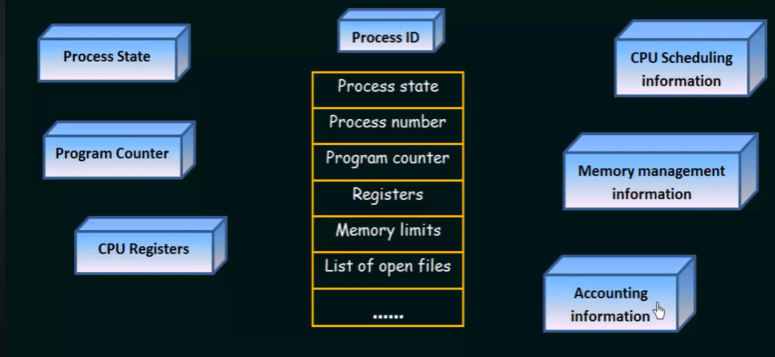 Process ID
Process State
Program Counter
CPU Registers
Process state
Process number
Program counter
Registers
Memory limits
List of open files
......
CPU Scheduling
information
Memory management
information
Accounting
information